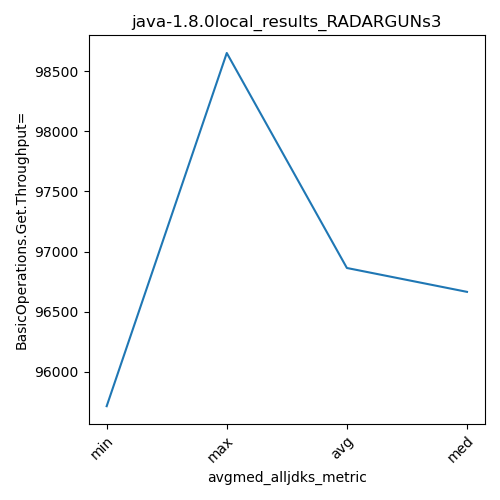 java-1.8.0local_results_RADARGUNs3
BasicOperations.Get.Throughput=
98500
98000
97500
97000
96500
96000
min
max
avg
med
avgmed_alljdks_metric